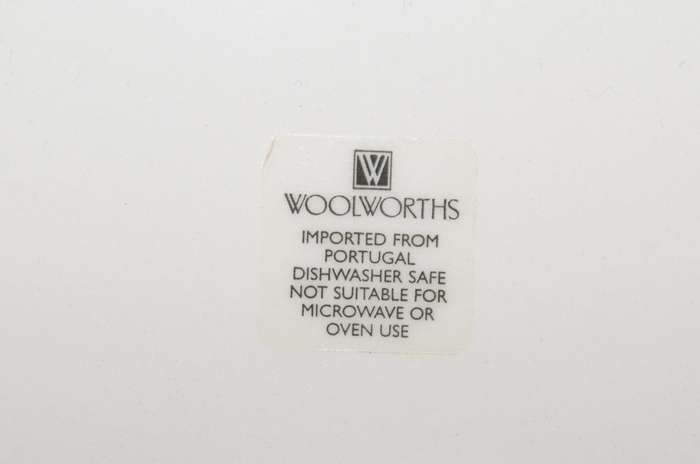 W
WOOLWORTHS
IMPORTED FROM
PORTUGAL
DISHWASHER SAFE
NOT SUITABLE FOR
MICROWAVE OR
OVEN USE